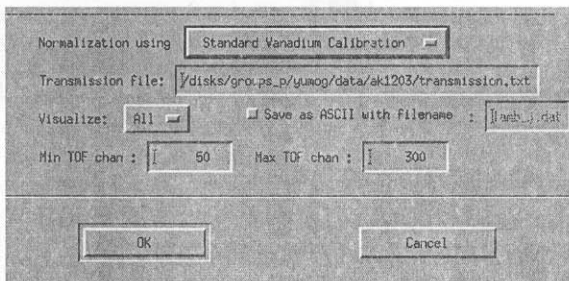 Normalization using Standard Vanadium Calibration
Transmission file: /disks/groups_p/yumog/data/ak1203/transmission.txt
Visualize: All Save as ASCII with filename : .dat
Min TOF chan : 50 Max TOF chan : 300
OK Cancel